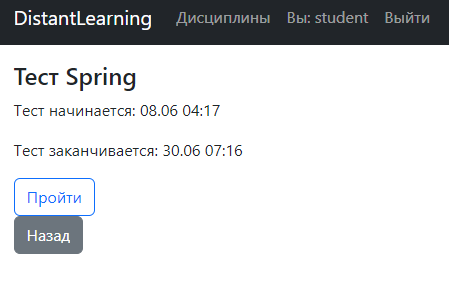 DistantLearning Дисциплины Вы: student Выйти
Тест Spring
Тест начинается: 08.06 04:17
Тест заканчивается: 30.06 07:16
Пройти
Назад